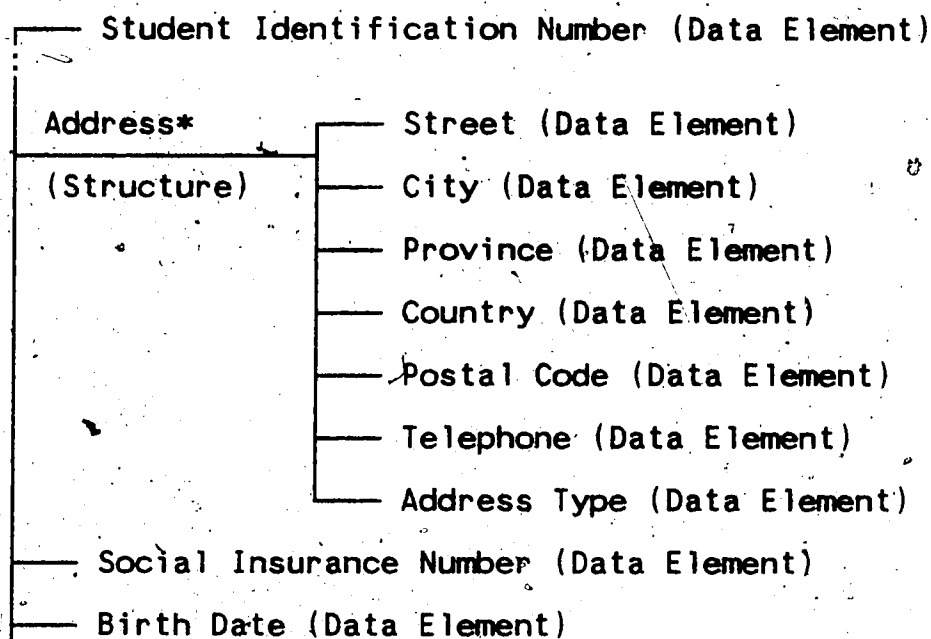 Student Identification Number (Data Element)
Address*
(Structure)
Street (Data Element)
City (Data Element)
Province (Data Element)
Country (Data Element)
Postal Code (Data Element)
Telephone (Data Element)
Address Type (Data Element)
Social Insurance Number (Data Element)
Birth Date (Data Element)